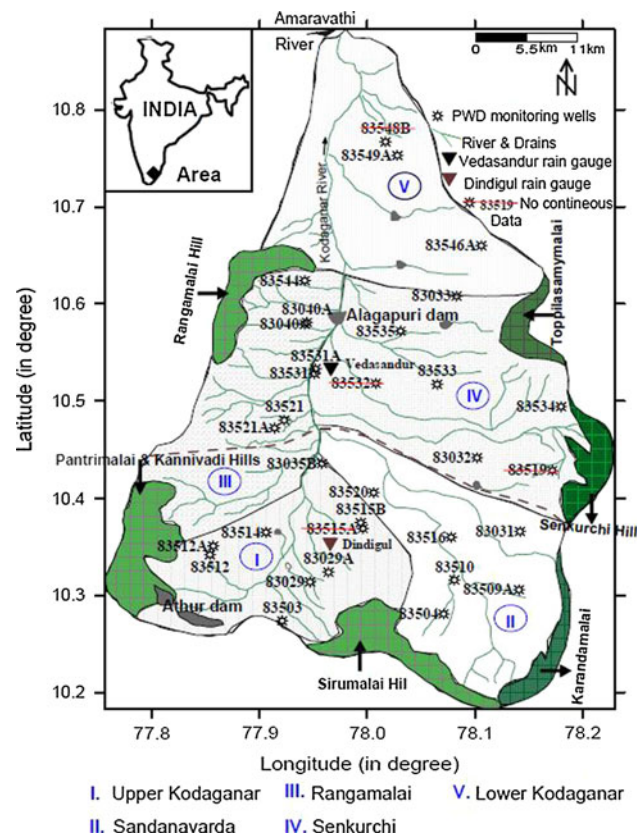 Amaravathi
River
0 5.5km 11km
N
INDIA
Area
PWD monitoring wells
River & Drains
Vedasandur rain gauge
Dindigul rain gauge
83519 No contineous
Data
10.8
10.7
10.6
10.5
10.4
10.3
10.2
Latitude (in degree)
83548B
83549A
V
Kodaganar River
83546A
Rangamalai Hill
Toppilasamymalai
83544
83033
83040A
83040
Alagapuri dam
83535
83531A
Vedasandur
83531
83532
83533
IV
83534
83521
83521A
83035B
83032
83519
Pantrimalai & Kannivadi Hills
III
Senkurchi Hill
83520
83515B
83515A
83514
83516
83031
83512A
83512
I
Dindigul
83029A
83029
83510
83509A
Athur dam
83503
83504
II
Karandamalai
Sirumalai Hil
77.8 77.9 78.0 78.1 78.2
Longitude (in degree)
I. Upper Kodaganar III. Rangamalai V. Lower Kodaganar
II. Sandanavarda IV. Senkurchi